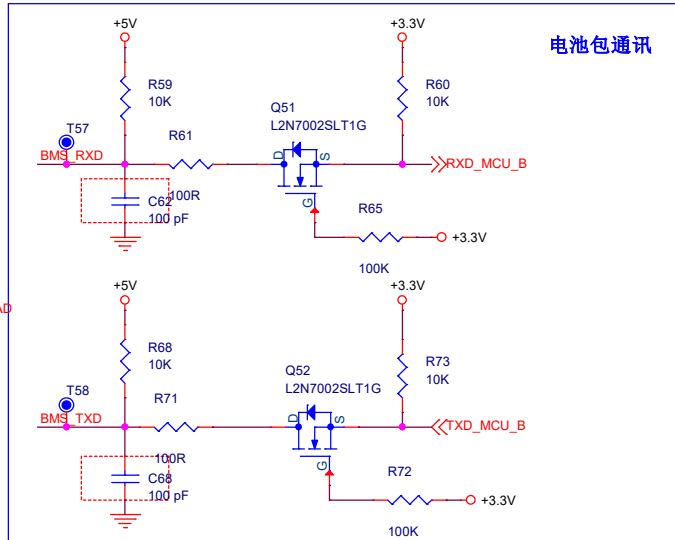 电池包通讯
+5V
+3.3V
R59
10K
R60
10K
Q51
L2N7002SLT1G
T57
R61
BMS_RXD
D
S
RXD_MCU_B
G
100R
C62
100 pF
R65
+3.3V
100K
+5V
+3.3V
R68
10K
R73
10K
Q52
L2N7002SLT1G
T58
R71
BMS_TXD
D
S
TXD_MCU_B
G
100R
C68
100 pF
R72
+3.3V
100K